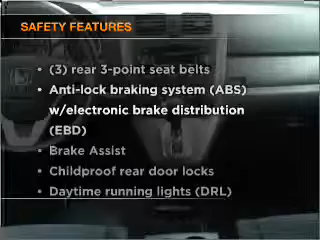 SAFETY FEATURES
• (3) rear 3-point seat belts
• Anti-lock braking system (ABS)
w/electronic brake distribution
(EBD)
• Brake Assist
• Childproof rear door locks
• Daytime running lights (DRL)